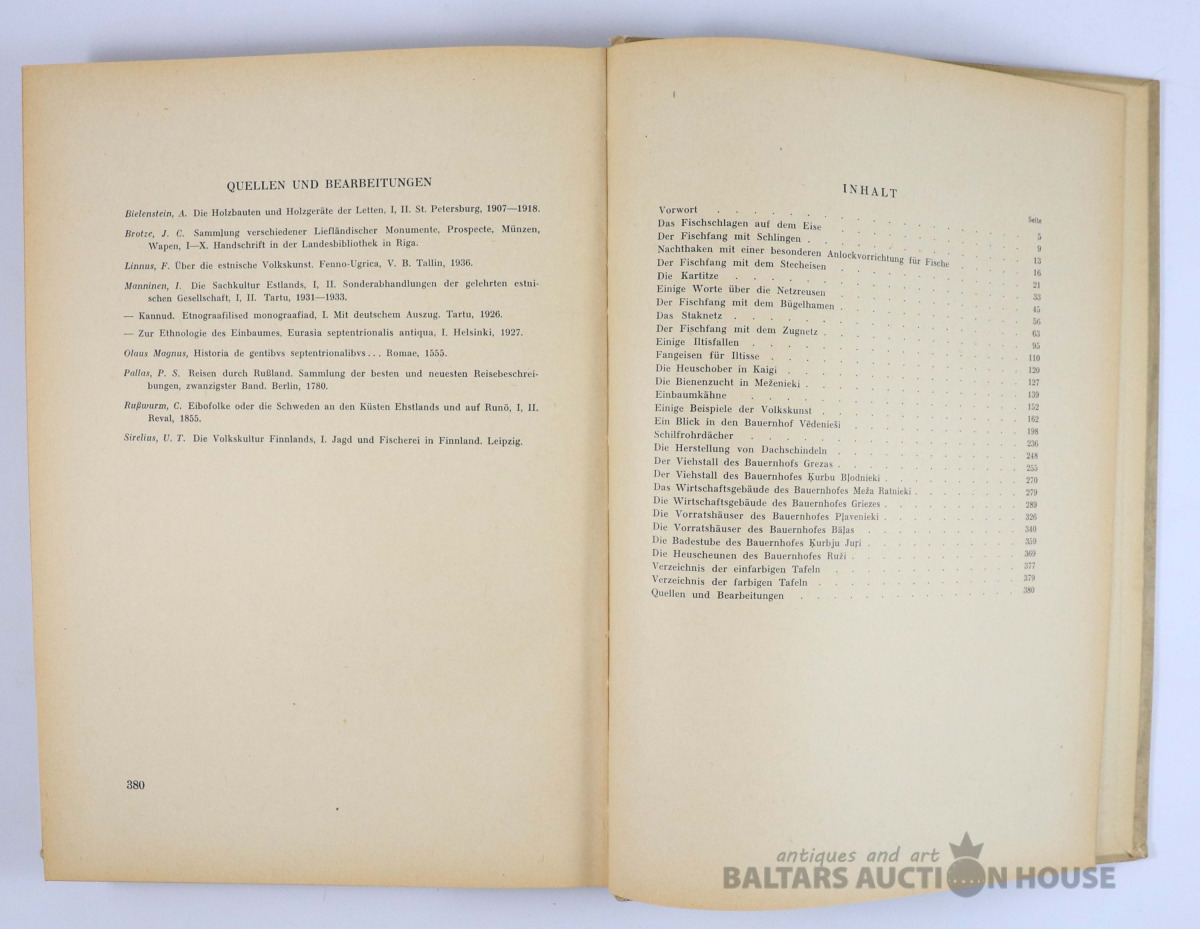 QUELLEN UND BEARBEITUNGEN
Bielenstein, A. Die Holzbauten und Holzgeräte der Letten, I, II. St. Petersburg, 1907—1918.
Brotze, J. C. Sammlung verschiedener Liefländischer Monumente, Prospecte, Münzen,
Wapen, I—X. Handschrift in der Landesbibliothek in Riga.
Linnus, F. Über die estnische Volkskunst. Fenno-Ugrica, V. B. Tallin, 1936.
Manninen, I. Die Sachkultur Estlands, I, II. Sonderabhandlungen der gelehrten estni-
schen Gesellschaft, I, II. Tartu, 1931—1933.
— Kannud. Etnograafilised monograafiad, I. Mit deutschem Auszug. Tartu, 1926.
— Zur Ethnologie des Einbaumes. Eurasia septentrionalis antiqua, I. Helsinki, 1927.
Olaus Magnus, Historia de gentibvs septentrionalibvs... Romae, 1555.
Pallas, P. S. Reisen durch Rußland. Sammlung der besten und neuesten Reisebeschrei-
bungen, zwanzigster Band. Berlin, 1780.
Rußwurm, C. Eibofolke oder die Schweden an den Küsten Ehstlands und auf Runö, I, II.
Reval, 1855.
Sirelius, U. T. Die Volkskultur Finnlands, I. Jagd und Fischerei in Finnland. Leipzig.
380
INHALT
Seite
Vorwort 5
Das Fischschlagen auf dem Eise 9
Der Fischfang mit Schlingen 13
Nachthaken mit einer besonderen Anlockvorrichtung für Fische 16
Der Fischfang mit dem Stecheisen 21
Die Kartitze 33
Einige Worte über die Netzreusen 45
Der Fischfang mit dem Bügelhamen 56
Das Staknetz 63
Der Fischfang mit dem Zugnetz 95
Einige Iltisfallen 110
Fangeisen für Iltisse 120
Die Heuschober in Kaigi 127
Die Bienenzucht in Meženieki 139
Einbaumkähne 152
Einige Beispiele der Volkskunst 162
Ein Blick in den Bauernhof Vēdenieši 198
Schilfrohrdächer 236
Die Herstellung von Dachschindeln 248
Der Viehstall des Bauernhofs Grezas 255
Der Viehstall des Bauernhofes Ķurbu Bļodnieki 270
Das Wirtschaftsgebäude des Bauernhofes Meža Ratnieki 279
Die Wirtschaftsgebäude des Bauernhofes Griezes 289
Die Vorratshäuser des Bauernhofes Pļavenieki 326
Die Vorratshäuser des Bauernhofes Bāļas 340
Die Badestube des Bauernhofes Ķurbju Juŗi 359
Die Heuscheunen des Bauernhofes Ruži 369
Verzeichnis der einfarbigen Tafeln 377
Verzeichnis der farbigen Tafeln 379
Quellen und Bearbeitungen 380
antiques and art
BALTARS AUCTION HOUSE